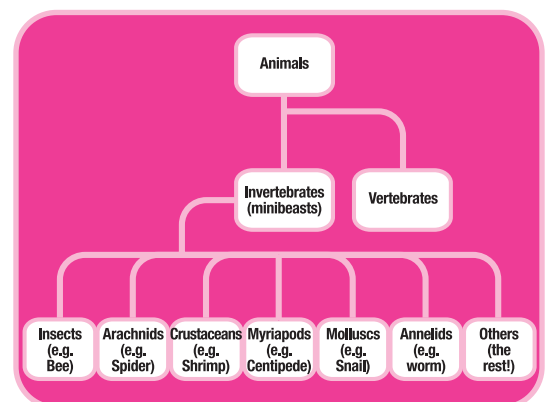 Animals
Invertebrates
(minibeasts)
Vertebrates
Insects
(e.g.
Bee)
Arachnids
(e.g.
Spider)
Crustaceans
(e.g.
Shrimp)
Myriapods
(e.g.
Centipede)
Molluscs
(e.g.
Snail)
Annelids
(e.g.
worm)
Others
(the
rest!)